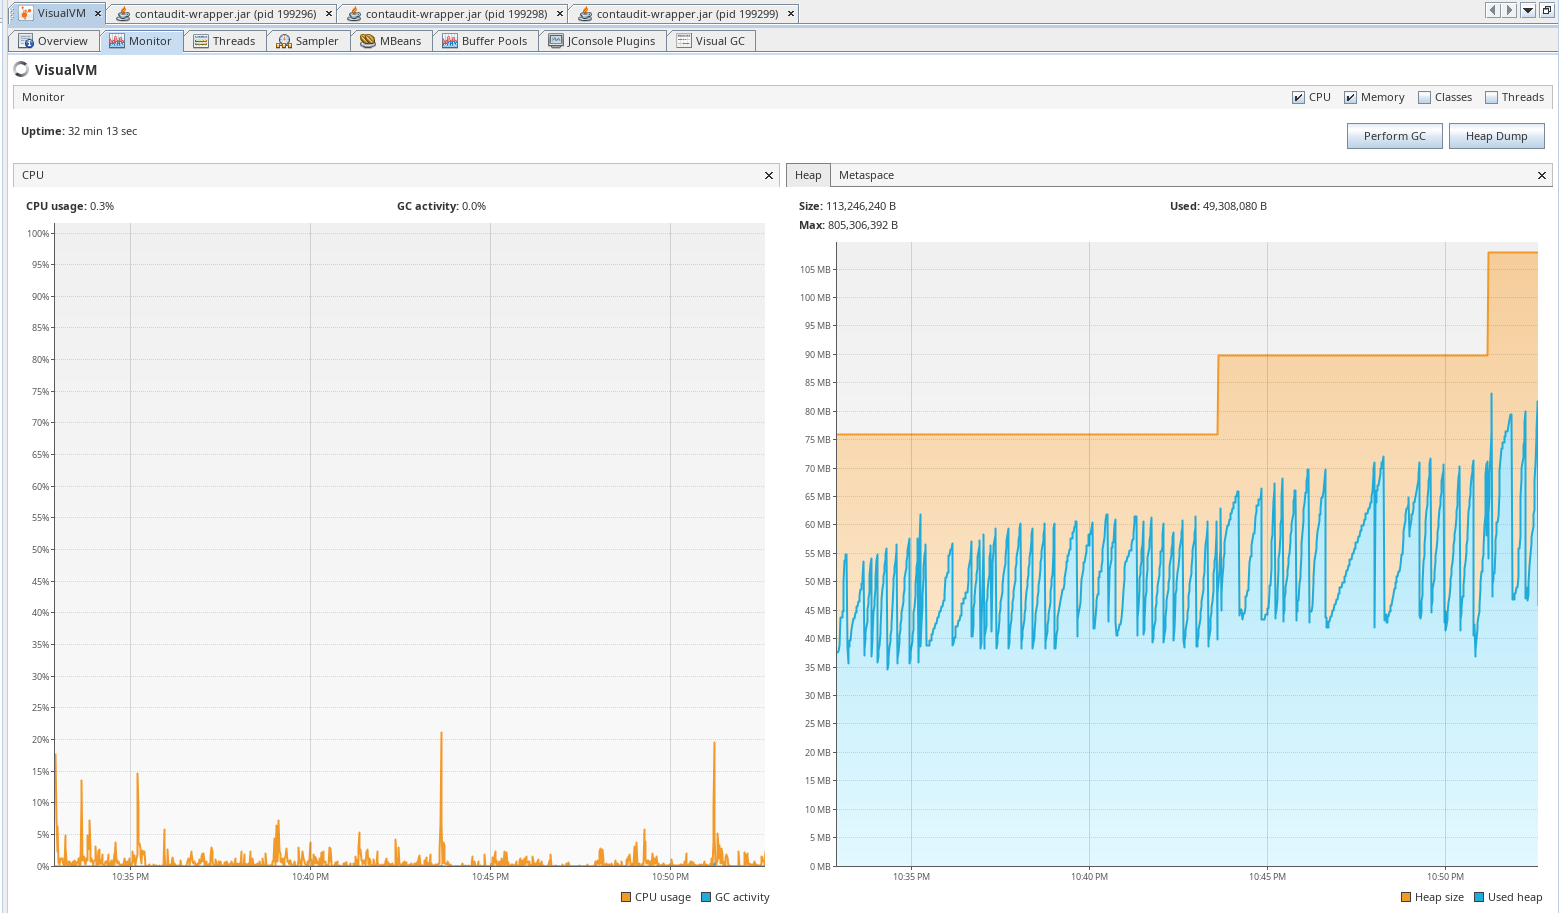 VisualVM × contaudit-wrapper.jar (pid 199296) × contaudit-wrapper.jar (pid 199298) × contaudit-wrapper.jar (pid 199299) ×
Overview Monitor Threads Sampler MBeans Buffer Pools JConsole Plugins Visual GC
VisualVM
Monitor CPU Memory Classes Threads
Uptime: 32 min 13 sec
Perform GC Heap Dump
CPU ×
CPU usage: 0.3% GC activity: 0.0%
100%
95%
90%
85%
80%
75%
70%
65%
60%
55%
50%
45%
40%
35%
30%
25%
20%
15%
10%
5%
0%
10:35 PM 10:40 PM 10:45 PM 10:50 PM
CPU usage GC activity
Heap Metaspace ×
Size: 113,246,240 B Used: 49,308,080 B
Max: 805,306,392 B
105 MB
100 MB
95 MB
90 MB
85 MB
80 MB
75 MB
70 MB
65 MB
60 MB
55 MB
50 MB
45 MB
40 MB
35 MB
30 MB
25 MB
20 MB
15 MB
10 MB
5 MB
0 MB
10:35 PM 10:40 PM 10:45 PM 10:50 PM
Heap size Used heap